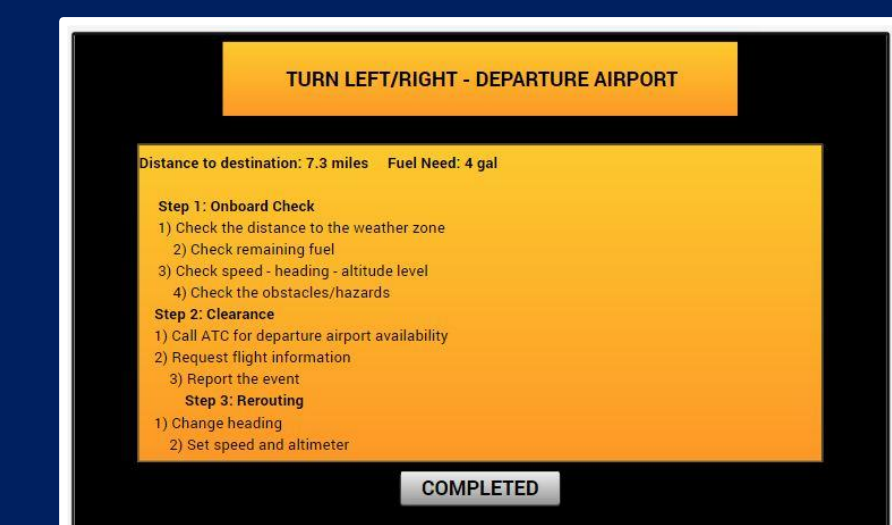 TURN LEFT/RIGHT - DEPARTURE AIRPORT
Distance to destination: 7.3 miles Fuel Need: 4 gal
Step 1: Onboard Check
1) Check the distance to the weather zone
2) Check remaining fuel
3) Check speed - heading - altitude level
4) Check the obstacles/hazards
Step 2: Clearance
1) Call ATC for departure airport availability
2) Request flight information
3) Report the event
Step 3: Rerouting
1) Change heading
2) Set speed and altimeter
COMPLETED